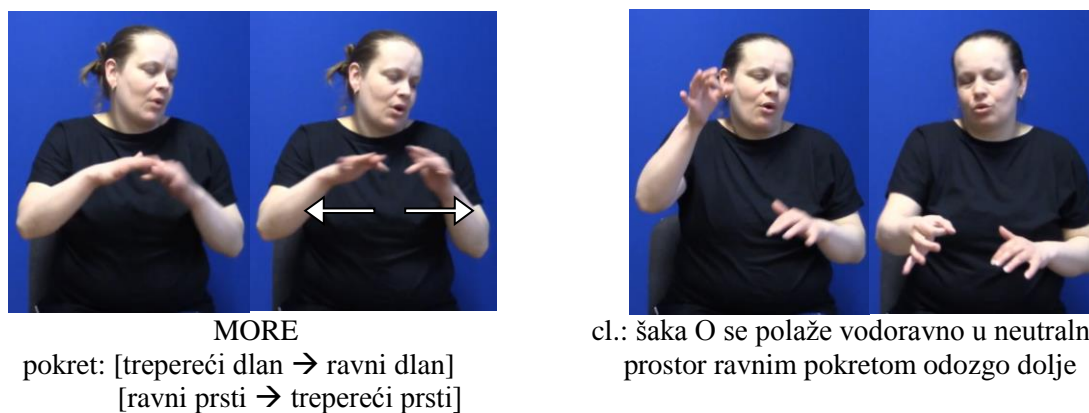 MORE
pokret: [trepereći dlan → ravni dlan]
[ravni prsti → trepereći prsti]
cl.: šaka O se polaže vodoravno u neutraln
prostor ravnim pokretom odozgo dolje